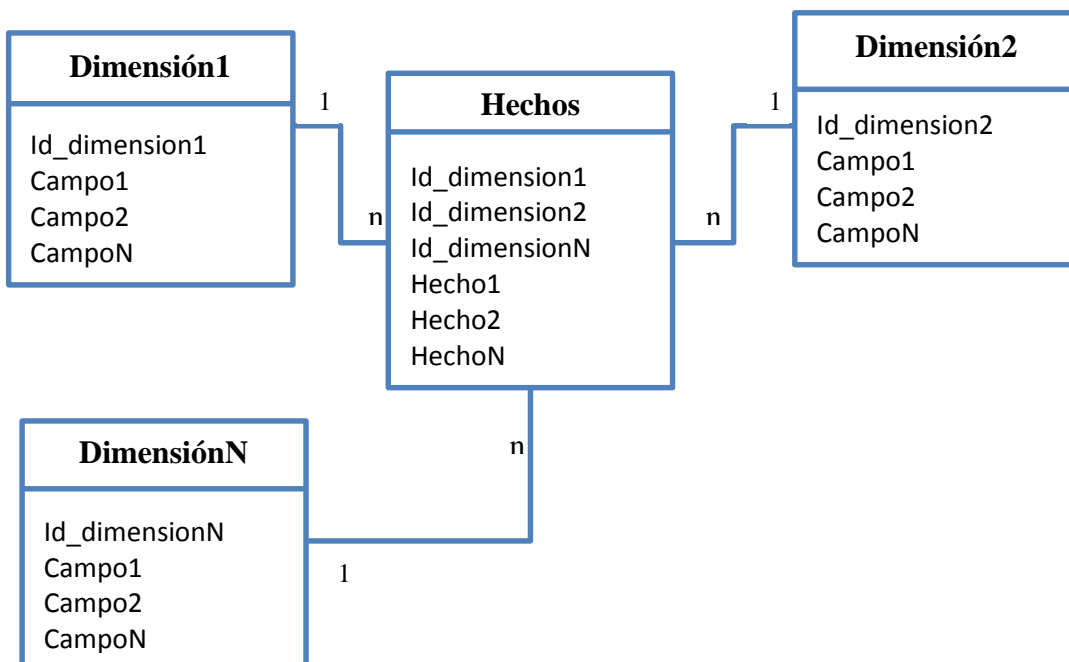 Dimensión1
Id_dimension1
Campo1
Campo2
CampoN
1
n
Hechos
Id_dimension1
Id_dimension2
Id_dimensionN
Hecho1
Hecho2
HechoN
1
n
Dimensión2
Id_dimension2
Campo1
Campo2
CampoN
n
1
DimensiónN
Id_dimensionN
Campo1
Campo2
CampoN